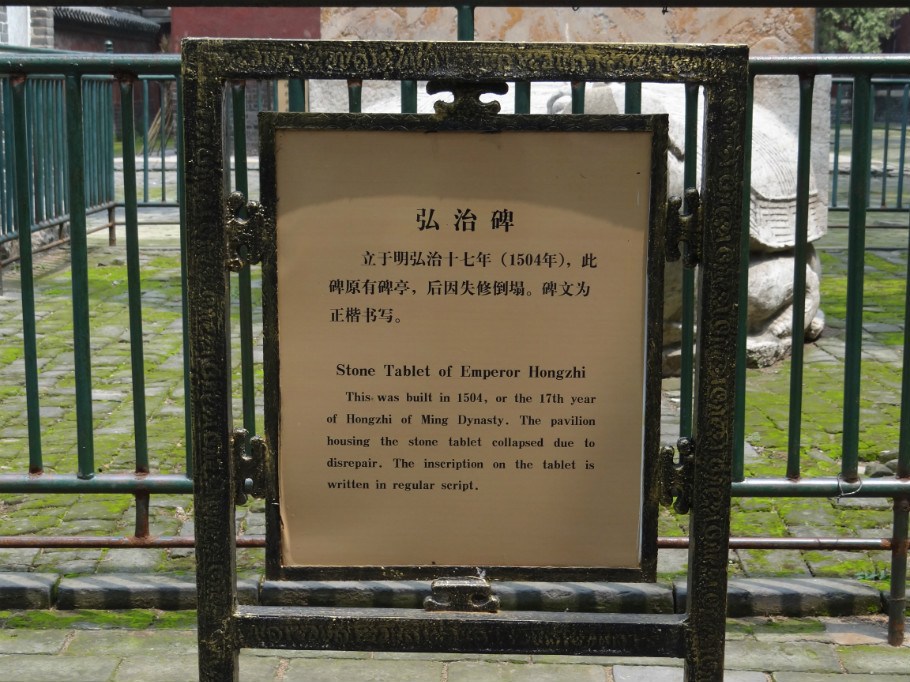 弘治碑
立于明弘治十七年（1504年），此
碑原有碑亭，后因失修倒塌。碑文为
正楷书写。
Stone Tablet of Emperor Hongzhi
This was built in 1504, or the 17th year
of Hongzhi of Ming Dynasty. The pavilion
housing the stone tablet collapsed due to
disrepair. The inscription on the tablet is
written in regular script.